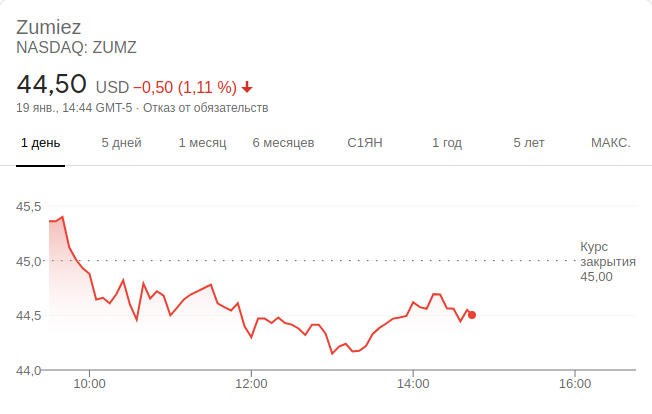 Zumiez
NASDAQ: ZUMZ
44,50 USD −0,50 (1,11 %)
19 янв., 14:44 GMT-5 · Отказ от обязательств
1 день 5 дней 1 месяц 6 месяцев С1ЯН 1 год 5 лет МАКС.
45,5
45,0
44,5
44,0
Курс
закрытия
45,00
10:00 12:00 14:00 16:00